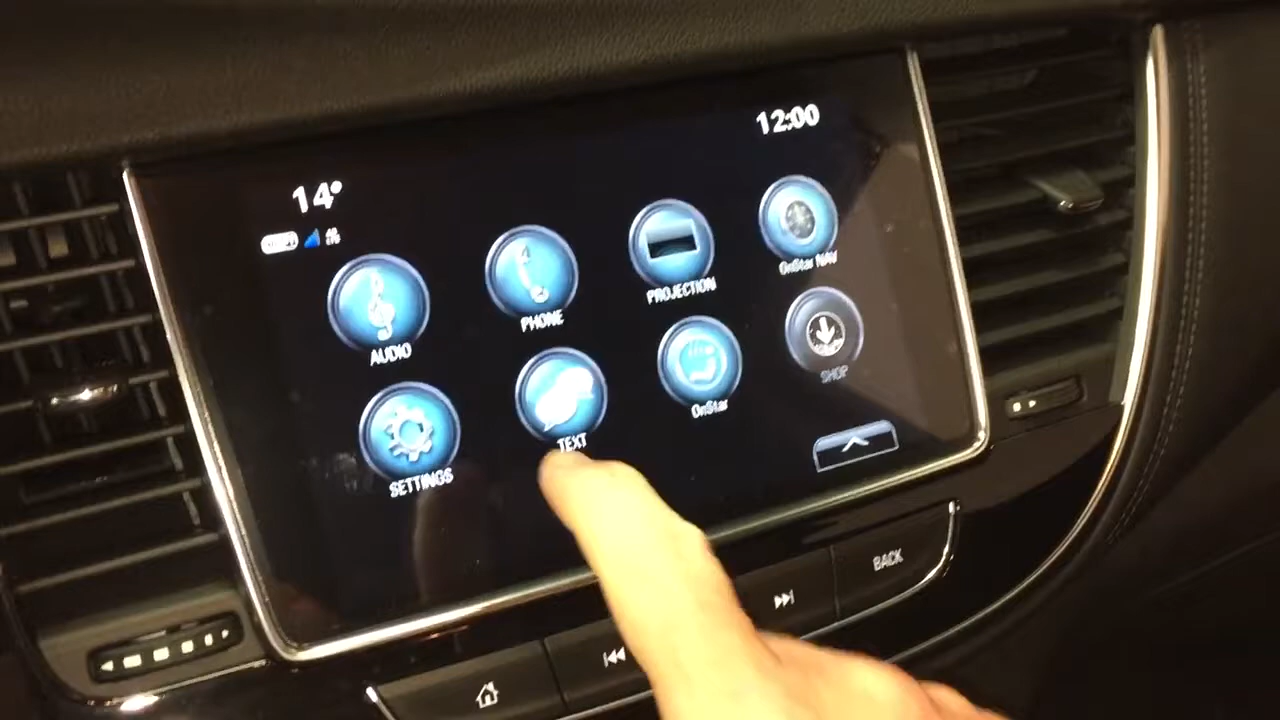 12:00
14°
AUDIO
PHONE
PROJECTION
OnStar NAV
SETTINGS
TEXT
OnStar
SHOP
BACK